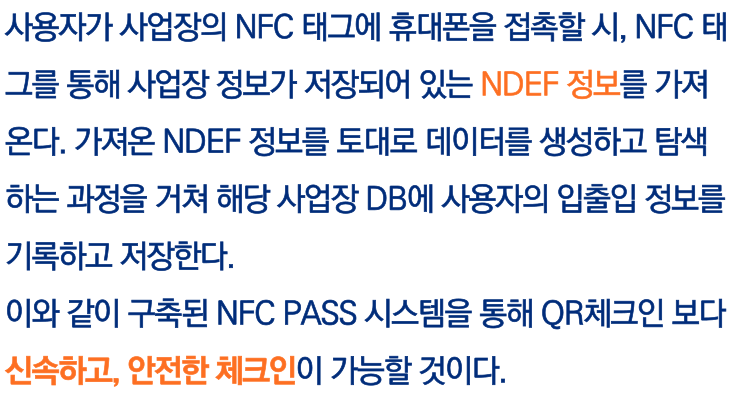 사용자가 사업장의 NFC 태그에 휴대폰을 접촉할 시, NFC 태
그를 통해 사업장 정보가 저장되어 있는 NDEF 정보를 가져
온다. 가져온 NDEF 정보를 토대로 데이터를 생성하고 탐색
하는 과정을 거쳐 해당 사업장 DB에 사용자의 입출입 정보를
기록하고 저장한다.
이와 같이 구축된 NFC PASS 시스템을 통해 QR체크인 보다
신속하고, 안전한 체크인이 가능할 것이다.